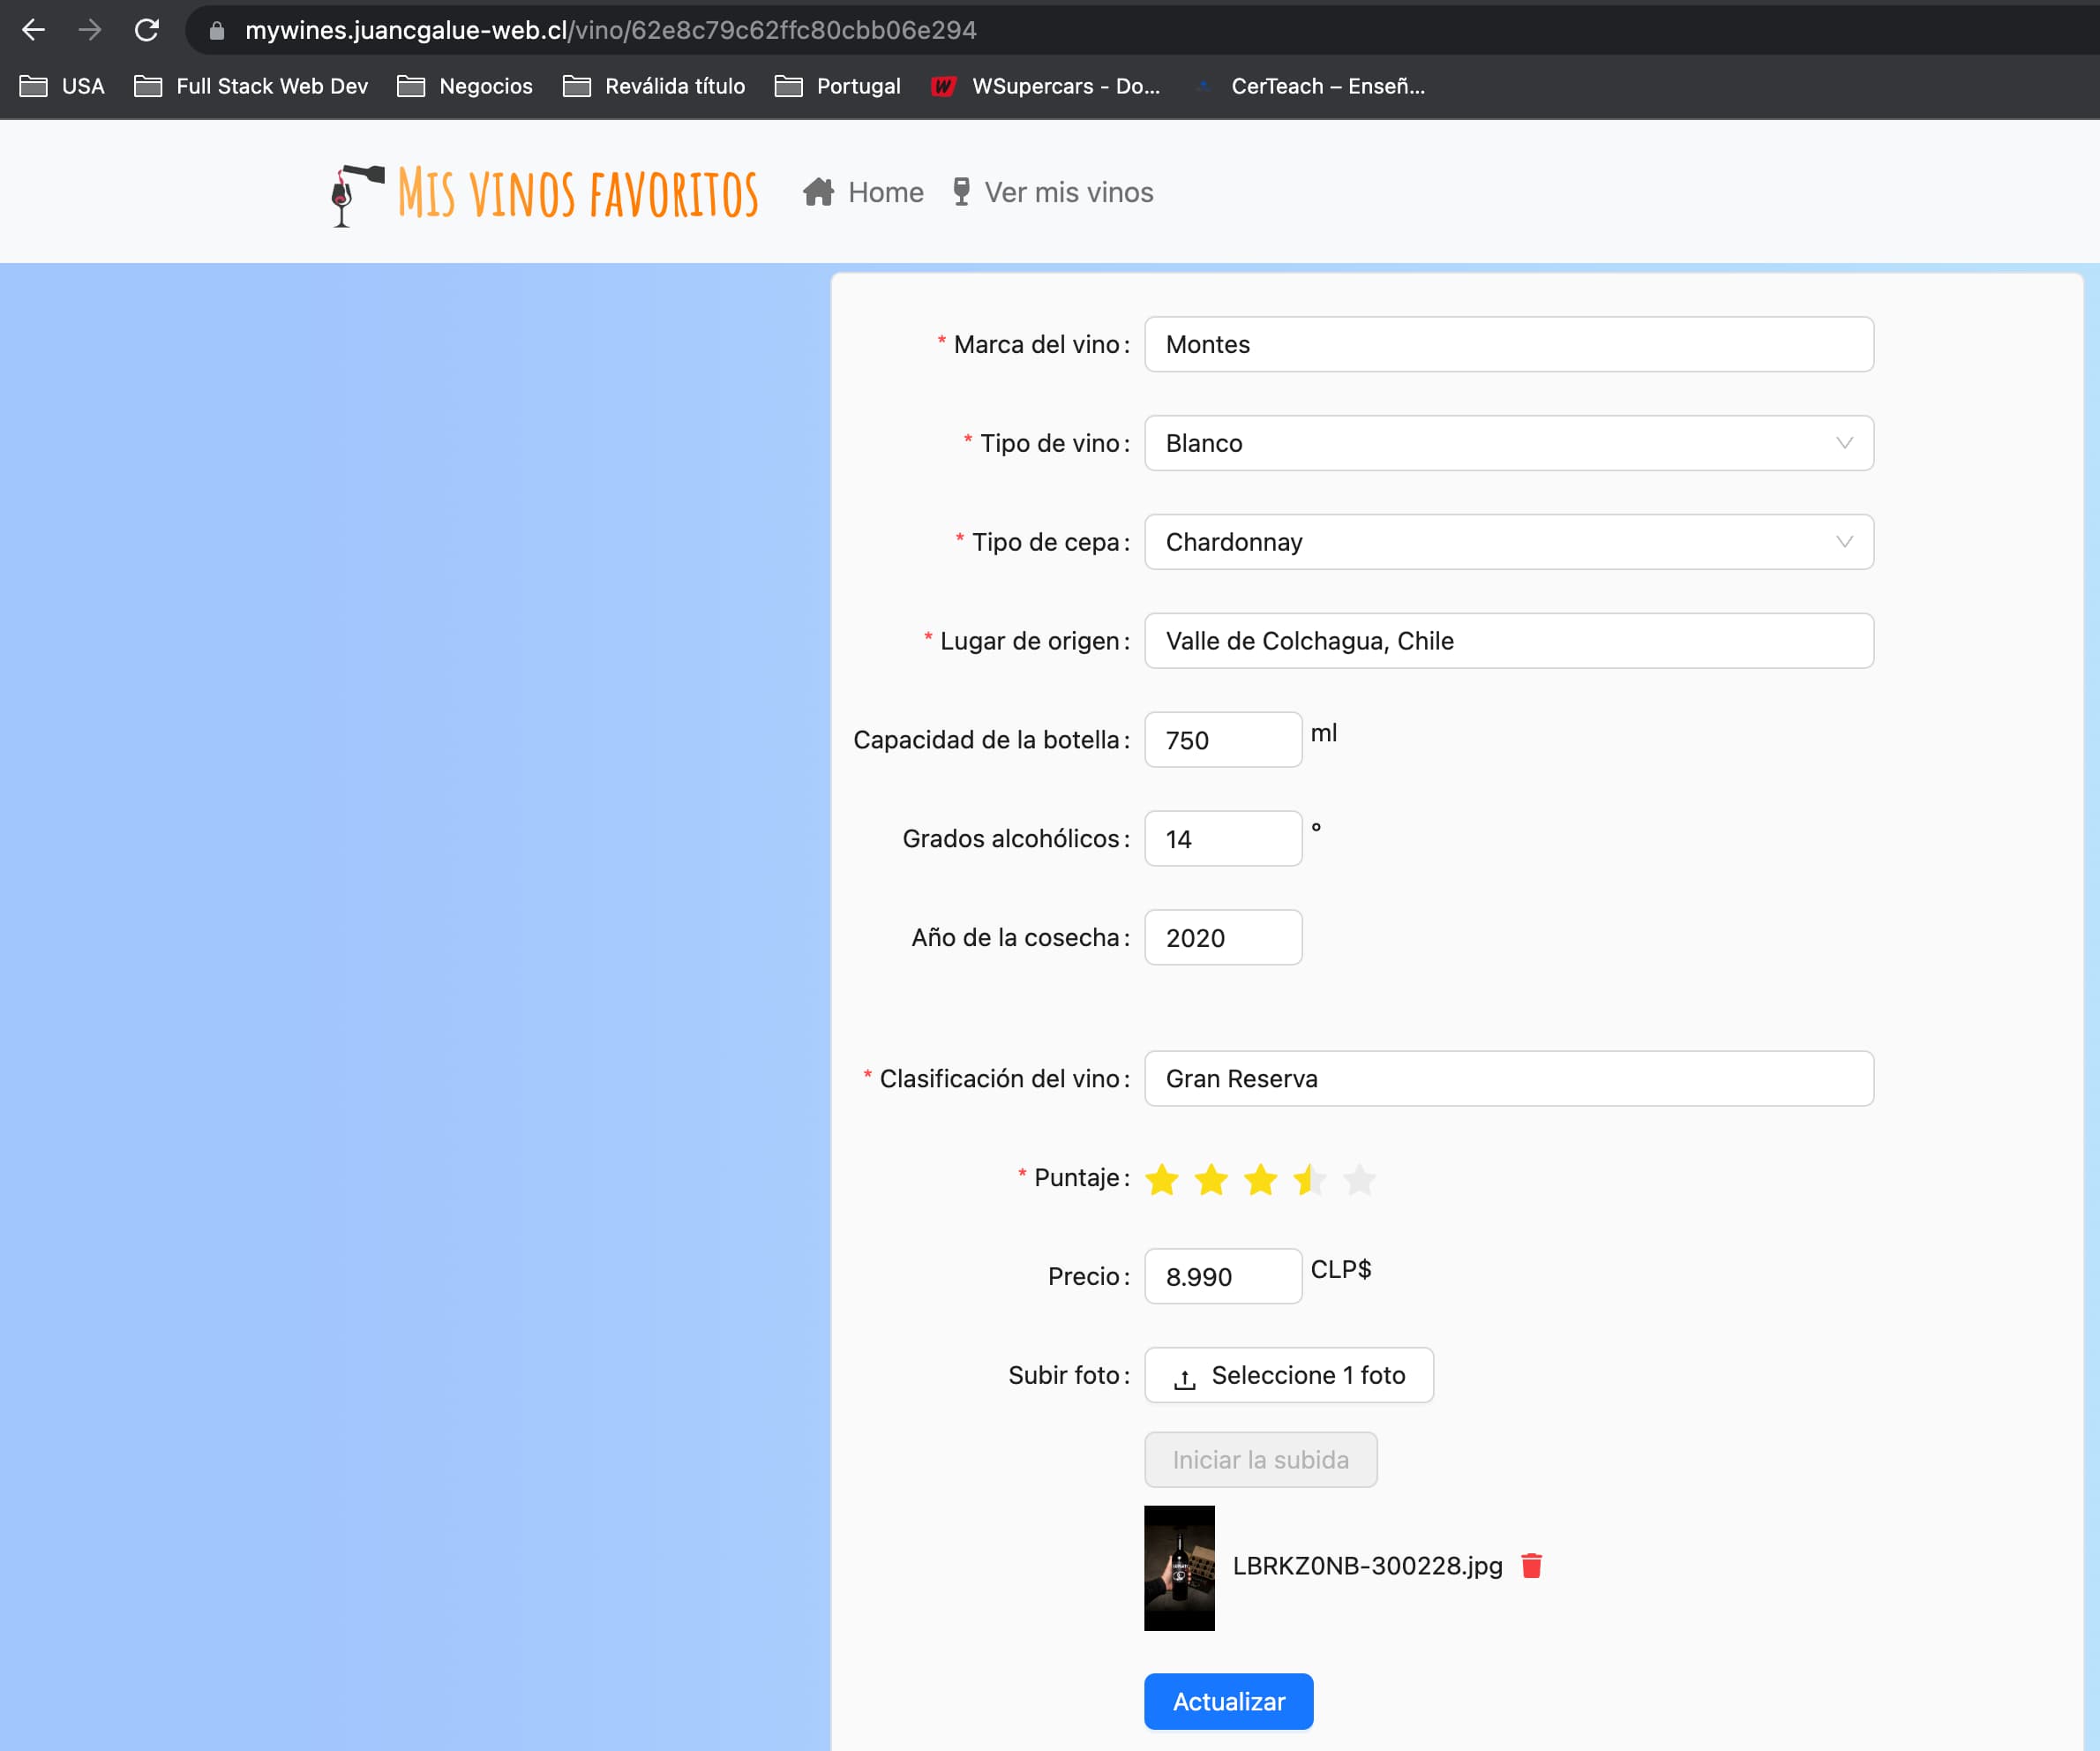 mywines.juancgalue-web.cl/vino/62e8c79c62ffc80cbb06e294
USA Full Stack Web Dev Negocios Reválida título Portugal WSupercars - Do... CerTeach – Enseñ...
Mis vinos favoritos Home Ver mis vinos
* Marca del vino: Montes
* Tipo de vino: Blanco
* Tipo de cepa: Chardonnay
* Lugar de origen: Valle de Colchagua, Chile
Capacidad de la botella: 750 ml
Grados alcohólicos: 14 °
Año de la cosecha: 2020
* Clasificación del vino: Gran Reserva
* Puntaje:
Precio: 8.990 CLP$
Subir foto: Seleccione 1 foto
Iniciar la subida
LBRKZ0NB-300228.jpg
Actualizar